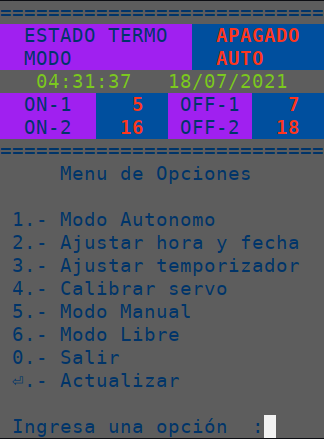 ===========================
ESTADO TERMO APAGADO
MODO AUTO
04:31:37 18/07/2021
ON-1 5 OFF-1 7
ON-2 16 OFF-2 18
===========================
Menu de Opciones
1.- Modo Autonomo
2.- Ajustar hora y fecha
3.- Ajustar temporizador
4.- Calibrar servo
5.- Modo Manual
6.- Modo Libre
0.- Salir
⏎.- Actualizar
Ingresa una opción :